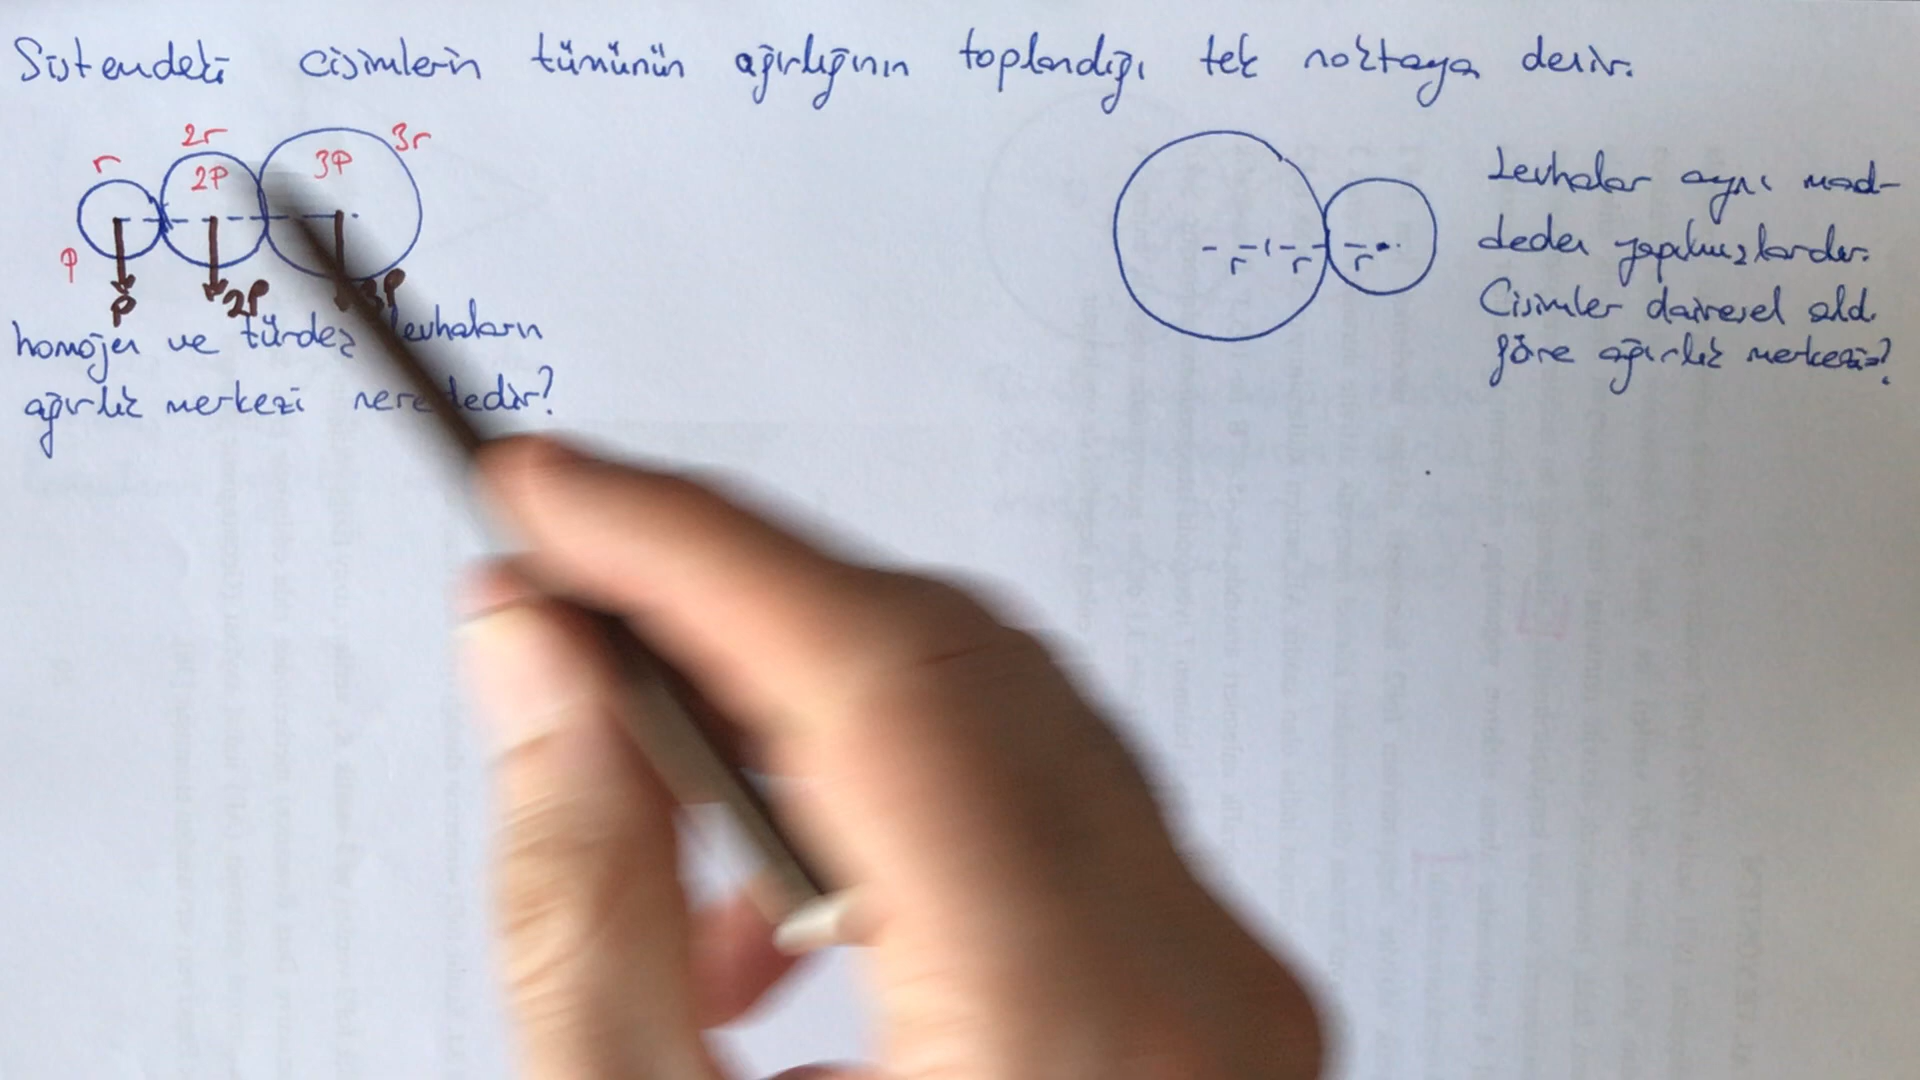 Sistemdeki cisimlerin tümünün ağırlığının toplandığı tek noktaya denir.
r 2r 3r
2P 3P
P
P 2P 3P
homojen ve türdeş levhaların
ağırlık merkezi nerededir?
r r r
Levhalar aynı mad-
deden yapılmışlardır.
Cisimler dairesel old.
göre ağırlık merkezi=?